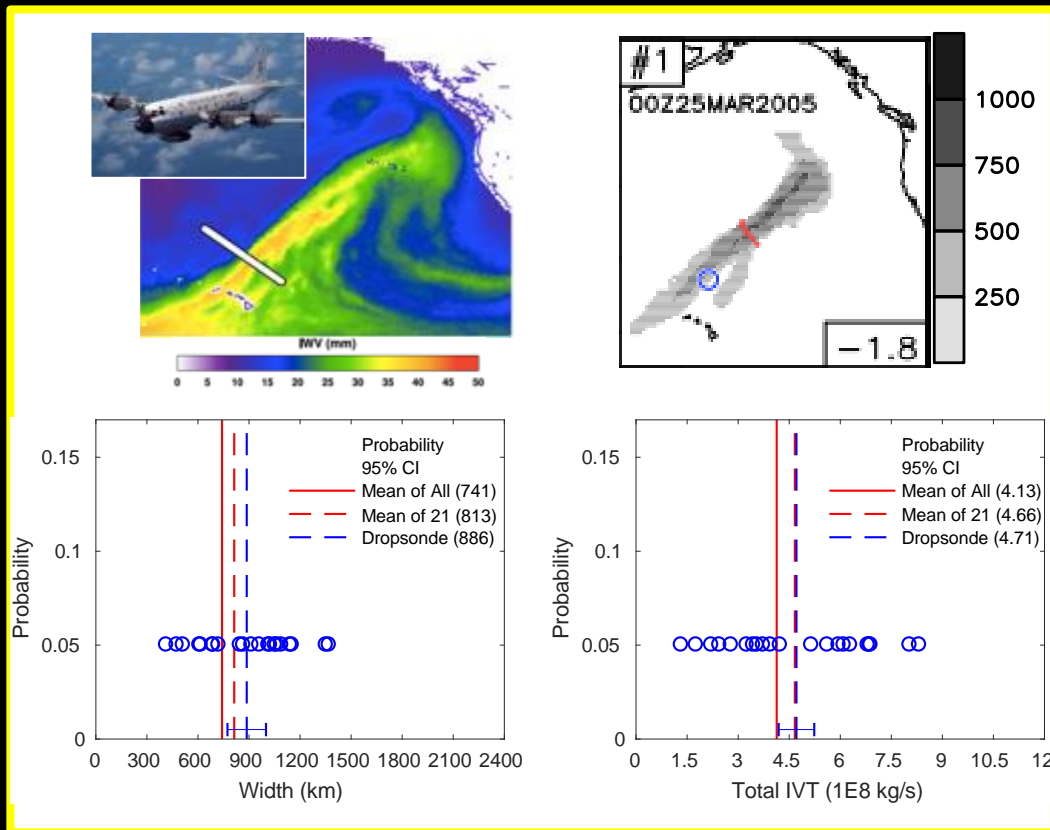 IWV (mm)
0 5 10 15 20 25 30 35 40 45 50
#1
00Z25MAR2005
-1.8
1000
750
500
250
Probability
95% CI
Mean of All (741)
Mean of 21 (813)
Dropsonde (886)
0.15
0.1
0.05
0
Probability
0 300 600 900 1200 1500 1800 2100 2400
Width (km)
Probability
95% CI
Mean of All (4.13)
Mean of 21 (4.66)
Dropsonde (4.71)
0.15
0.1
0.05
0
Probability
0 1.5 3 4.5 6 7.5 9 10.5 12
Total IVT (1E8 kg/s)